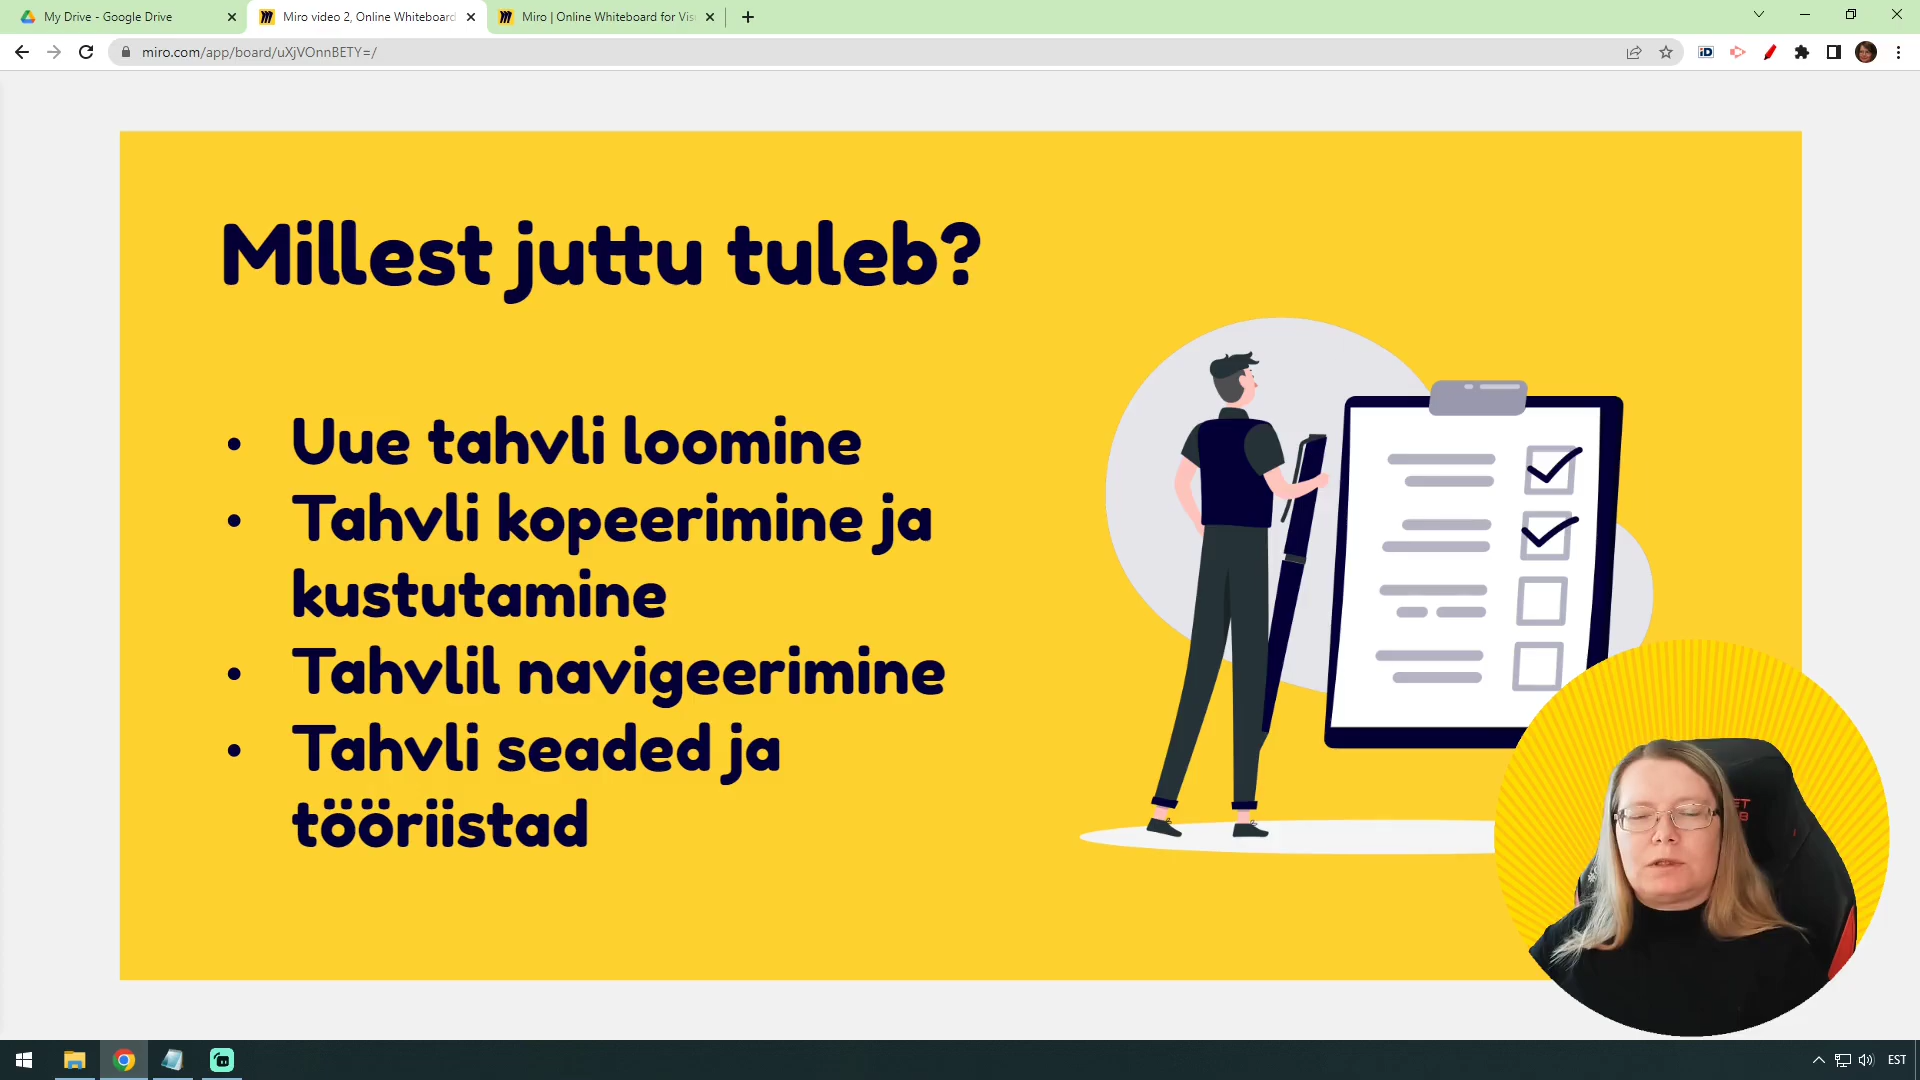 My Drive - Google Drive
Miro video 2, Online Whiteboard
Miro | Online Whiteboard for Vis
miro.com/app/board/uXjVOnnBETY=/
Millest juttu tuleb?
• Uue tahvli loomine
• Tahvli kopeerimine ja
kustutamine
• Tahvlil navigeerimine
• Tahvli seaded ja
tööriistad
EST